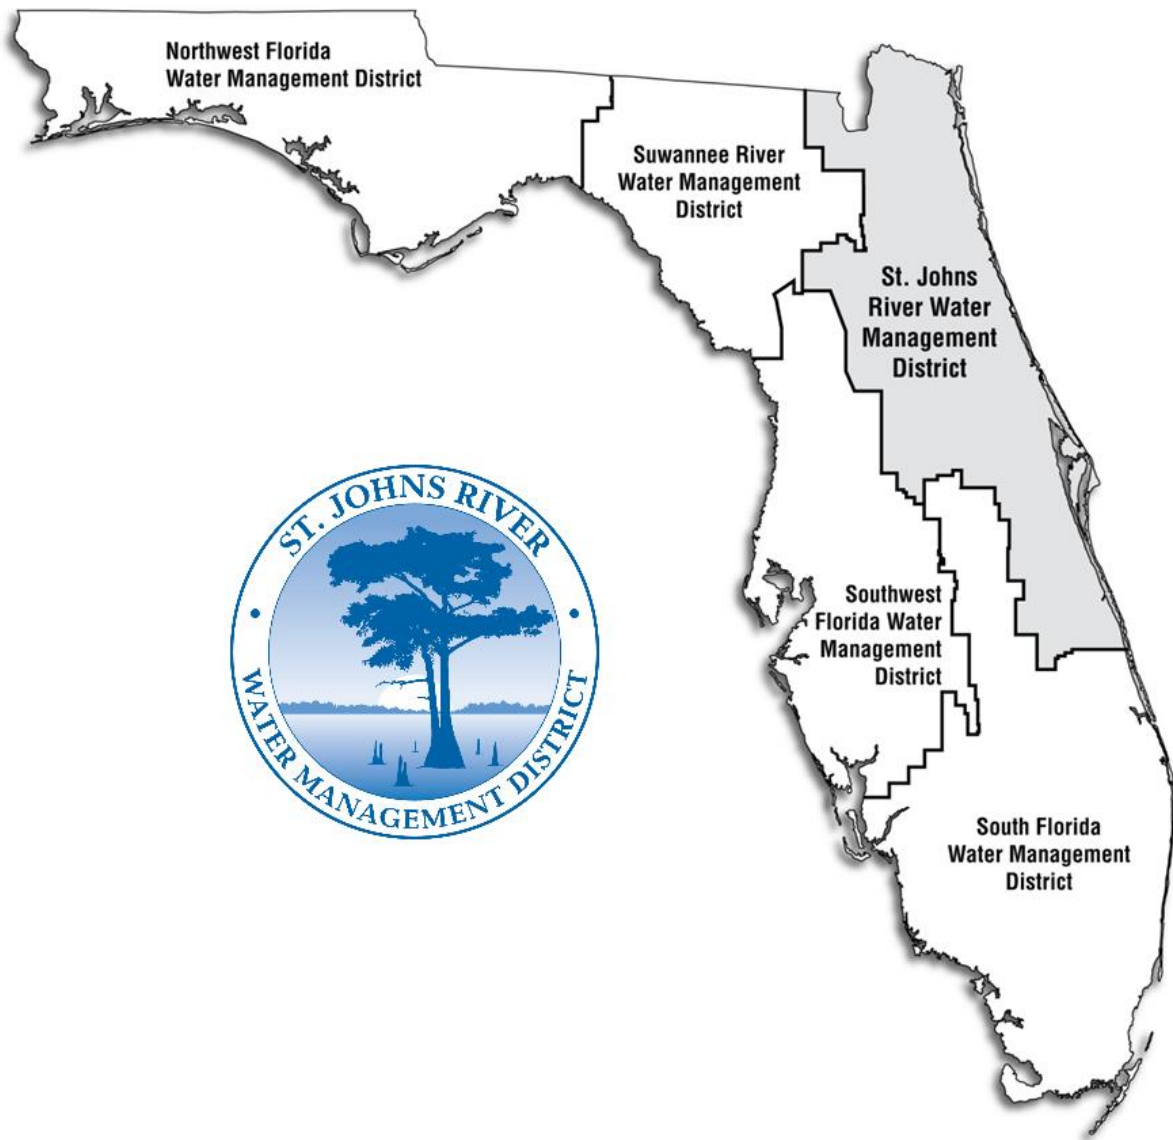 Northwest Florida
Water Management District
Suwannee River
Water Management
District
St. Johns
River Water
Management
District
ST. JOHNS RIVER
WATER MANAGEMENT DISTRICT
Southwest
Florida Water
Management
District
South Florida
Water Management
District